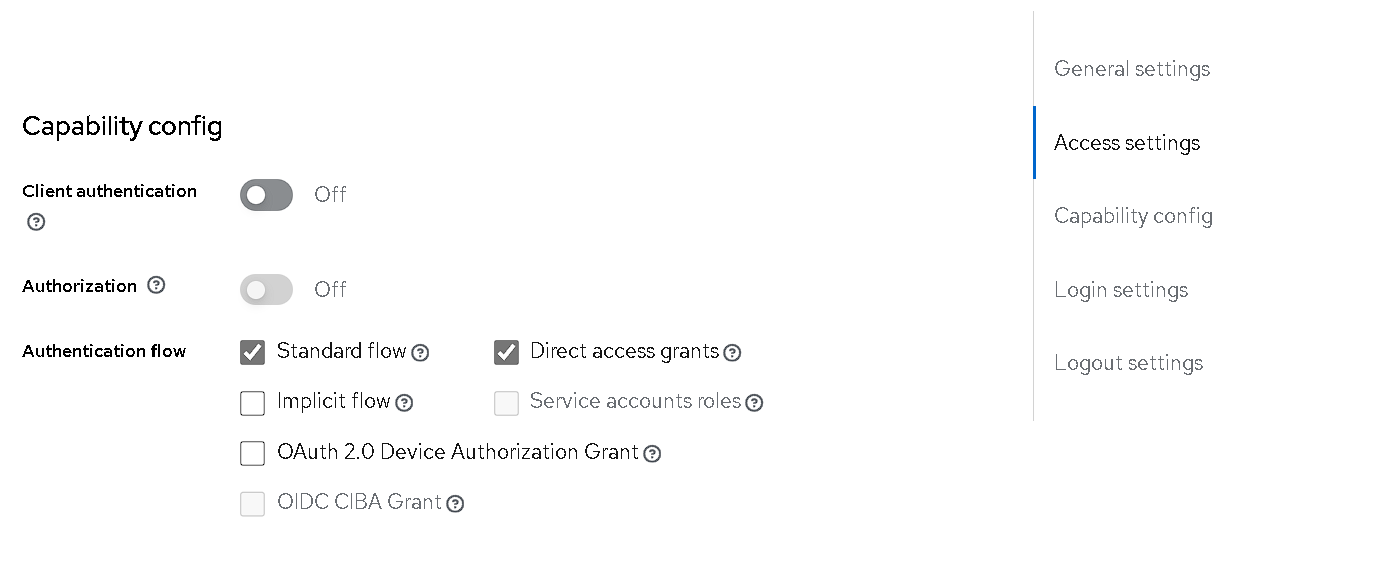 Capability config
Client authentication
Off
Authorization
Off
Authentication flow
Standard flow
Direct access grants
Implicit flow
Service accounts roles
OAuth 2.0 Device Authorization Grant
OIDC CIBA Grant
General settings
Access settings
Capability config
Login settings
Logout settings